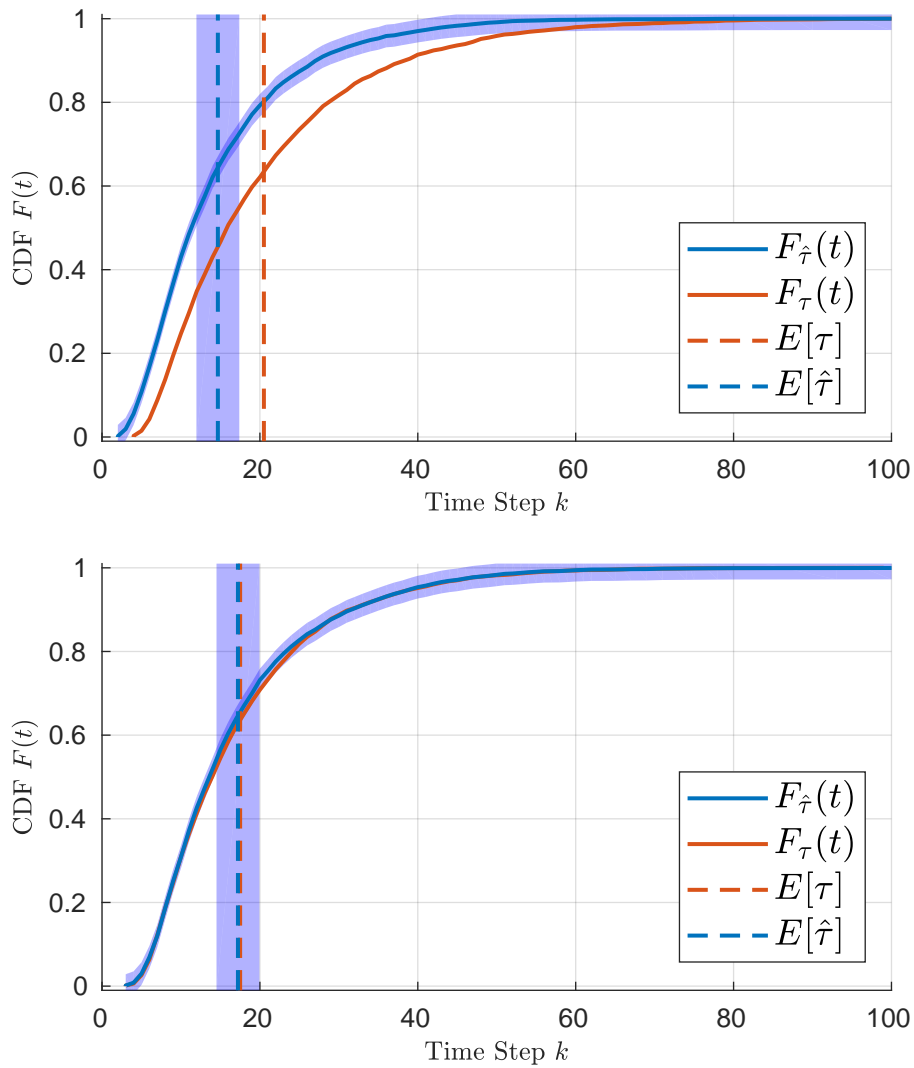 1
0.8
0.6
0.4
0.2
0
CDF F(t)
F_τ̂(t)
F_τ(t)
E[τ]
E[τ̂]
0 20 40 60 80 100
Time Step k
1
0.8
0.6
0.4
0.2
0
CDF F(t)
F_τ̂(t)
F_τ(t)
E[τ]
E[τ̂]
0 20 40 60 80 100
Time Step k